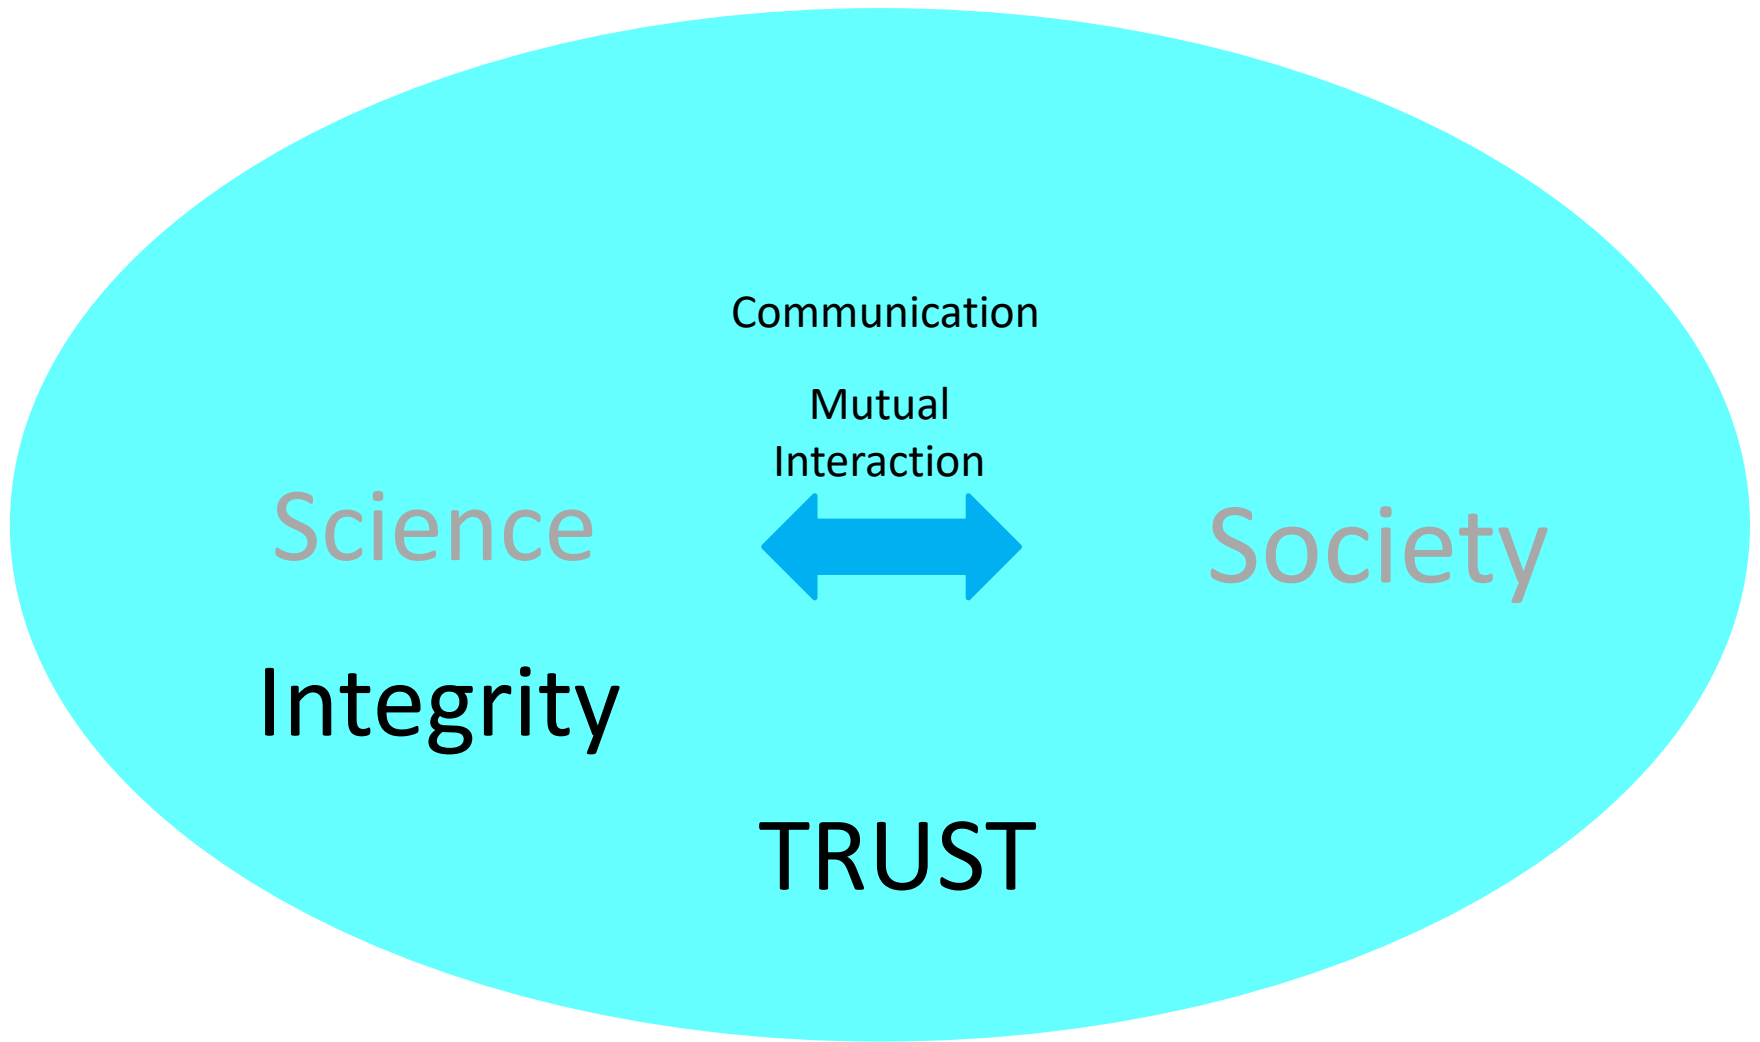 Communication
Mutual
Interaction
Science
Society
Integrity
TRUST